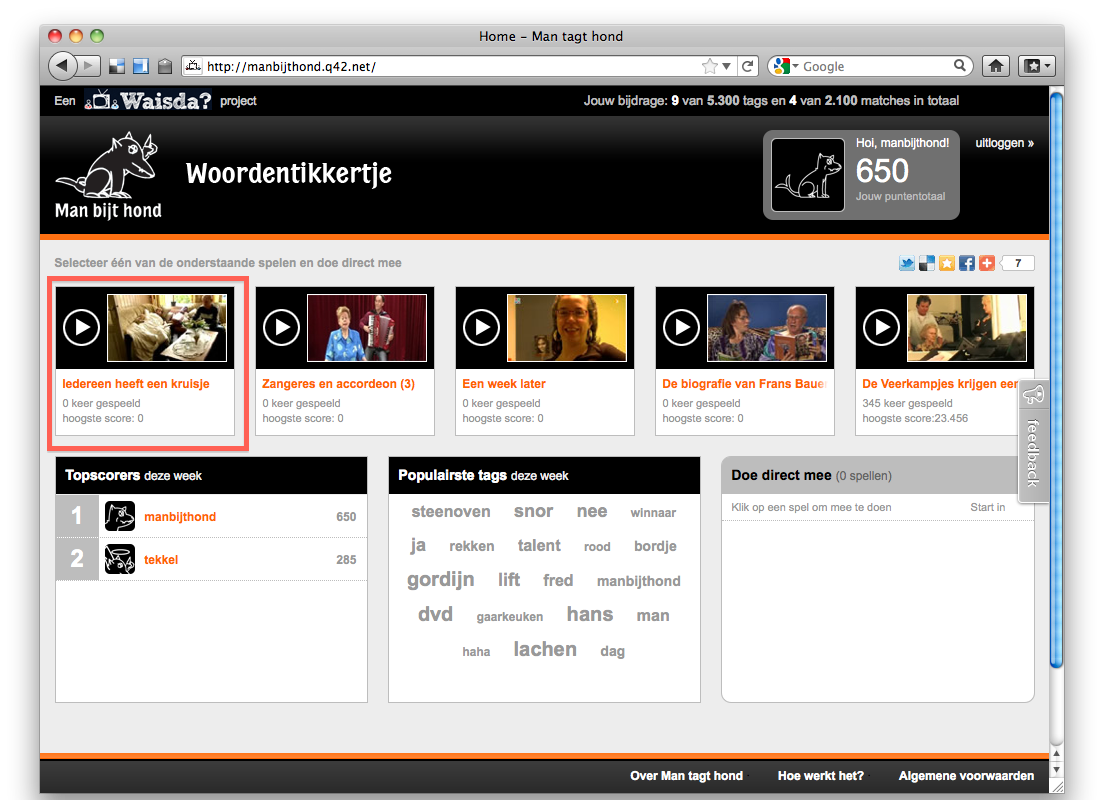 Home – Man tagt hond
http://manbijthond.q42.net/
Google
Een Waisda? project
Jouw bijdrage: 9 van 5.300 tags en 4 van 2.100 matches in totaal
Man bijt hond
Woordentikkertje
Hoi, manbijthond!
650
Jouw puntentotaal
uitloggen »
Selecteer één van de onderstaande spelen en doe direct mee
7
Iedereen heeft een kruisje
0 keer gespeeld
hoogste score: 0
Zangeres en accordeon (3)
0 keer gespeeld
hoogste score: 0
Een week later
0 keer gespeeld
hoogste score: 0
De biografie van Frans Bauer
0 keer gespeeld
hoogste score: 0
De Veerkampjes krijgen een
345 keer gespeeld
hoogste score:23.456
feedback
Topscorers deze week
1 manbijthond 650
2 tekkel 285
Populairste tags deze week
steenoven snor nee winnaar
ja rekken talent rood bordje
gordijn lift fred manbijthond
dvd gaarkeuken hans man
haha lachen dag
Doe direct mee (0 spellen)
Klik op een spel om mee te doen Start in
Over Man tagt hond Hoe werkt het? Algemene voorwaarden